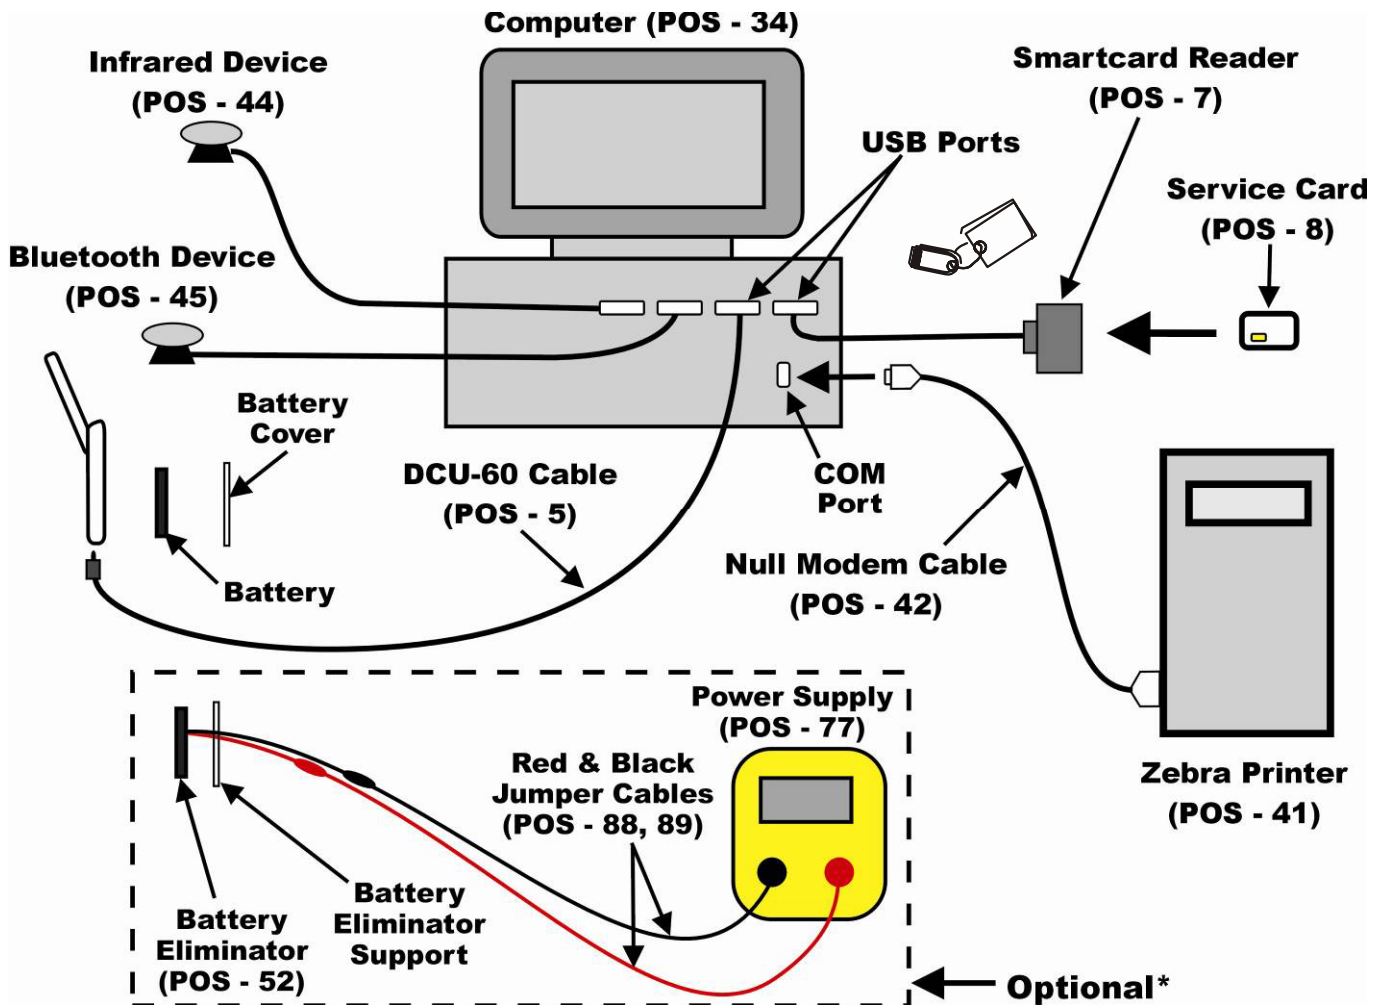 Computer (POS - 34)
Infrared Device
(POS - 44)
Smartcard Reader
(POS - 7)
USB Ports
Service Card
(POS - 8)
Bluetooth Device
(POS - 45)
Battery
Cover
DCU-60 Cable
(POS - 5)
COM
Port
Battery
Null Modem Cable
(POS - 42)
Zebra Printer
(POS - 41)
Power Supply
(POS - 77)
Red & Black
Jumper Cables
(POS - 88, 89)
Battery
Eliminator
Support
Battery
Eliminator
(POS - 52)
Optional*